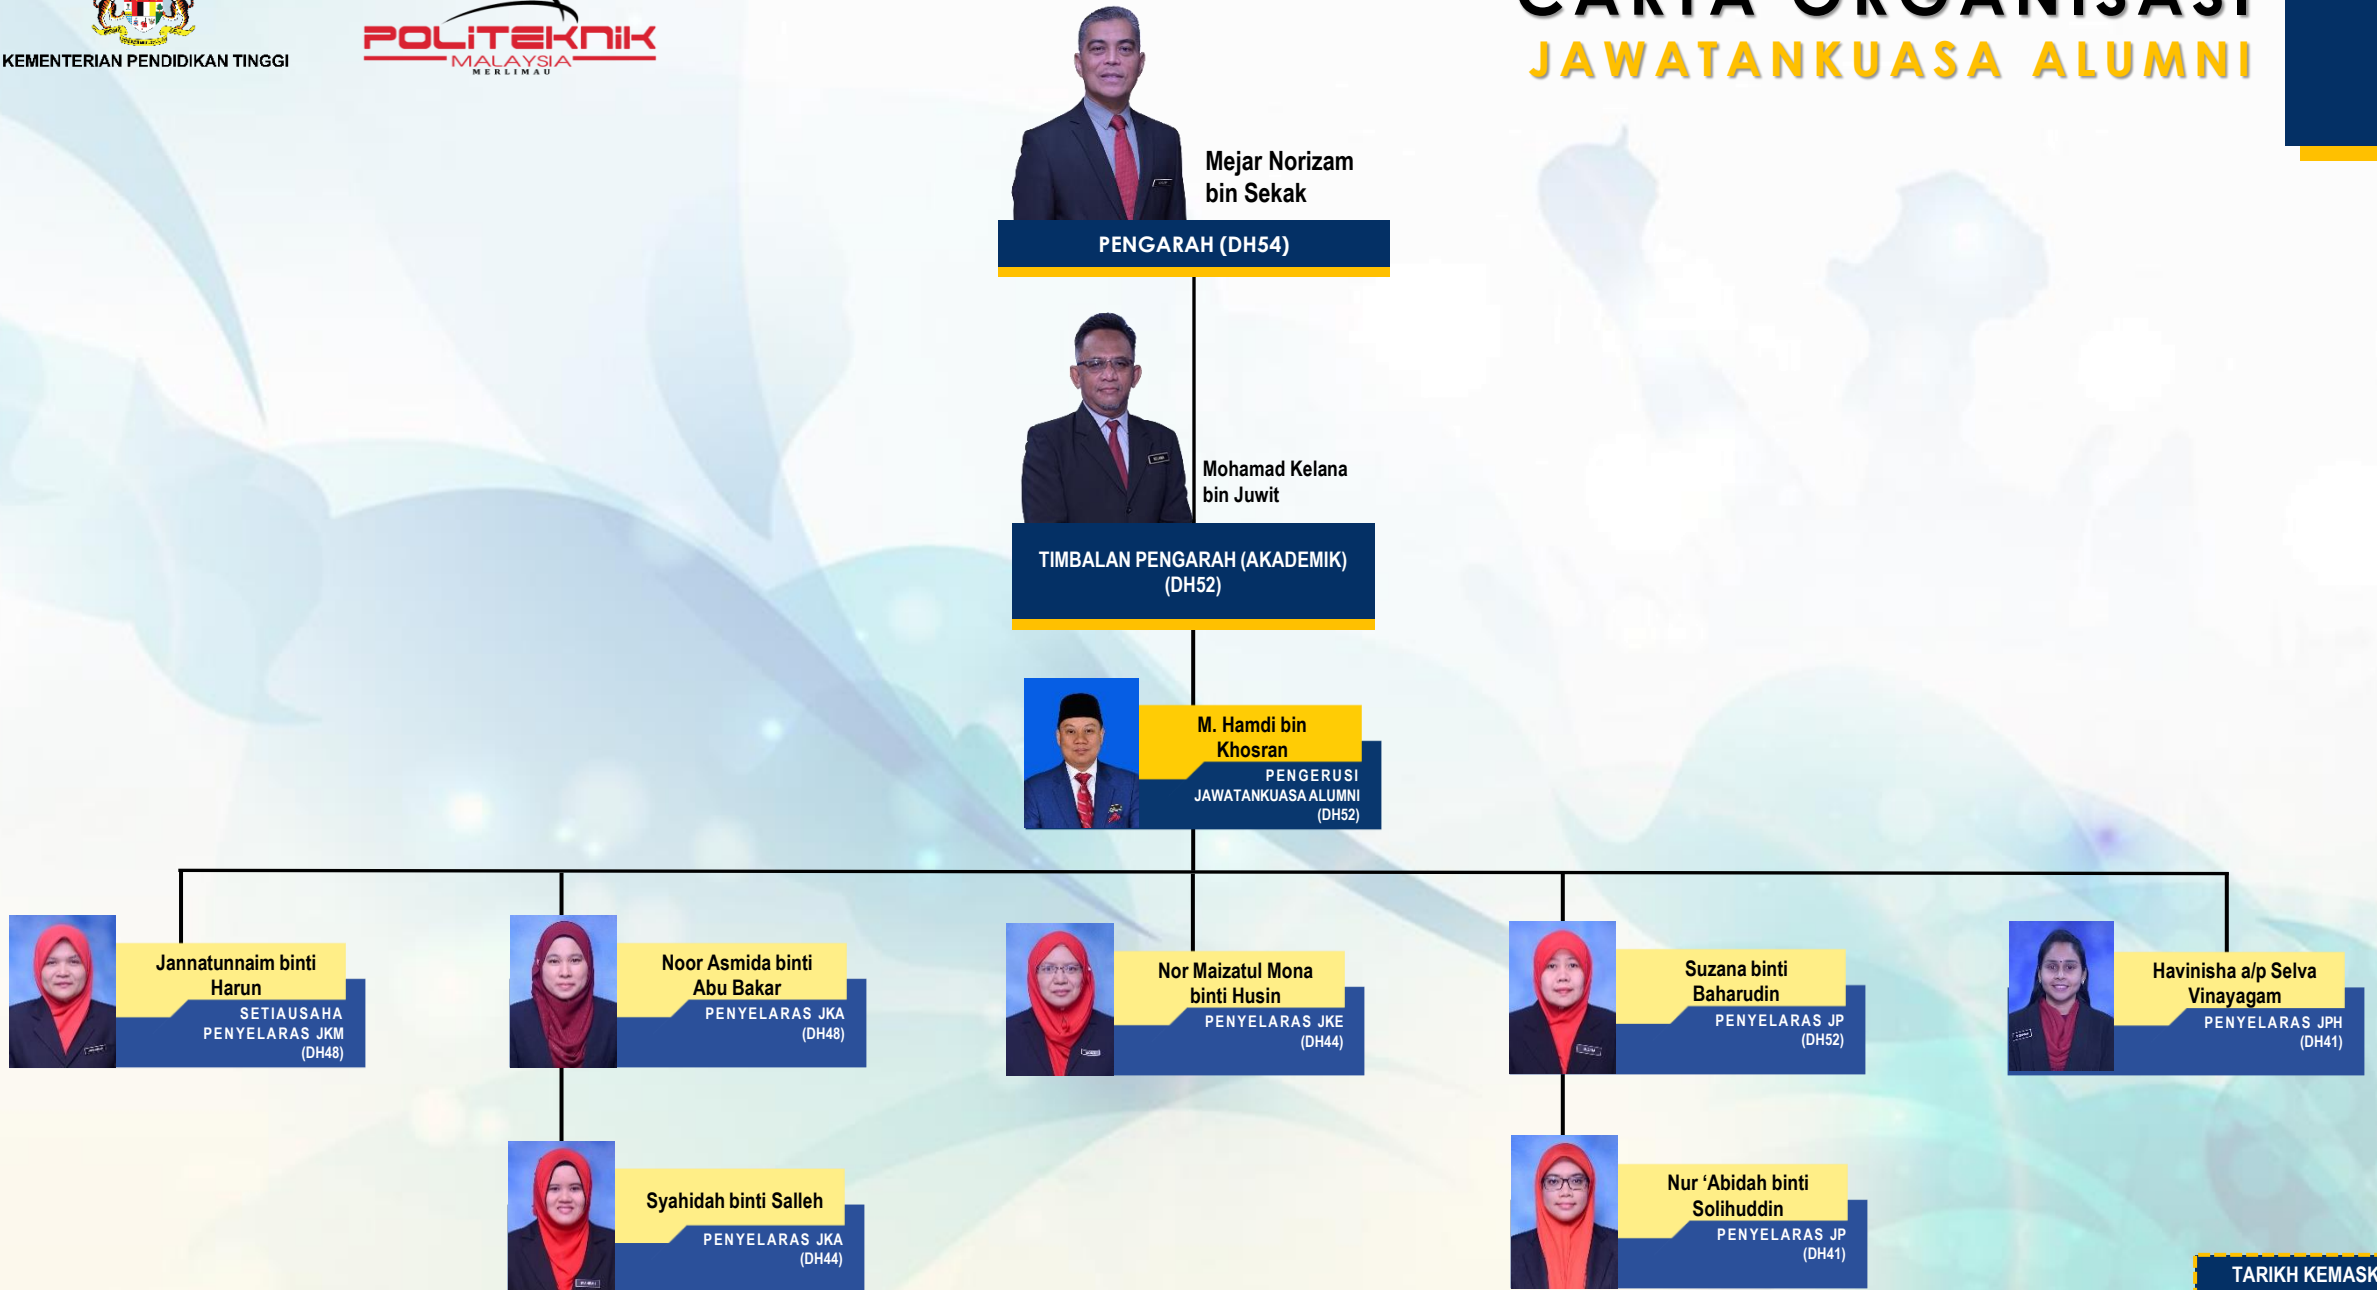 KEMENTERIAN PENDIDIKAN TINGGI
POLITEKNIK
MALAYSIA
MERLIMAU
CARTA ORGANISASI
JAWATANKUASA ALUMNI
Mejar Norizam
bin Sekak
PENGARAH (DH54)
Mohamad Kelana
bin Juwit
TIMBALAN PENGARAH (AKADEMIK)
(DH52)
M. Hamdi bin
Khosran
PENGERUSI
JAWATANKUASA ALUMNI
(DH52)
Jannatunnaim binti
Harun
SETIAUSAHA
PENYELARAS JKM
(DH48)
Noor Asmida binti
Abu Bakar
PENYELARAS JKA
(DH48)
Nor Maizatul Mona
binti Husin
PENYELARAS JKE
(DH44)
Suzana binti
Baharudin
PENYELARAS JP
(DH52)
Havinisha a/p Selva
Vinayagam
PENYELARAS JPH
(DH41)
Syahidah binti Salleh
PENYELARAS JKA
(DH44)
Nur ‘Abidah binti
Solihuddin
PENYELARAS JP
(DH41)
TARIKH KEMASK